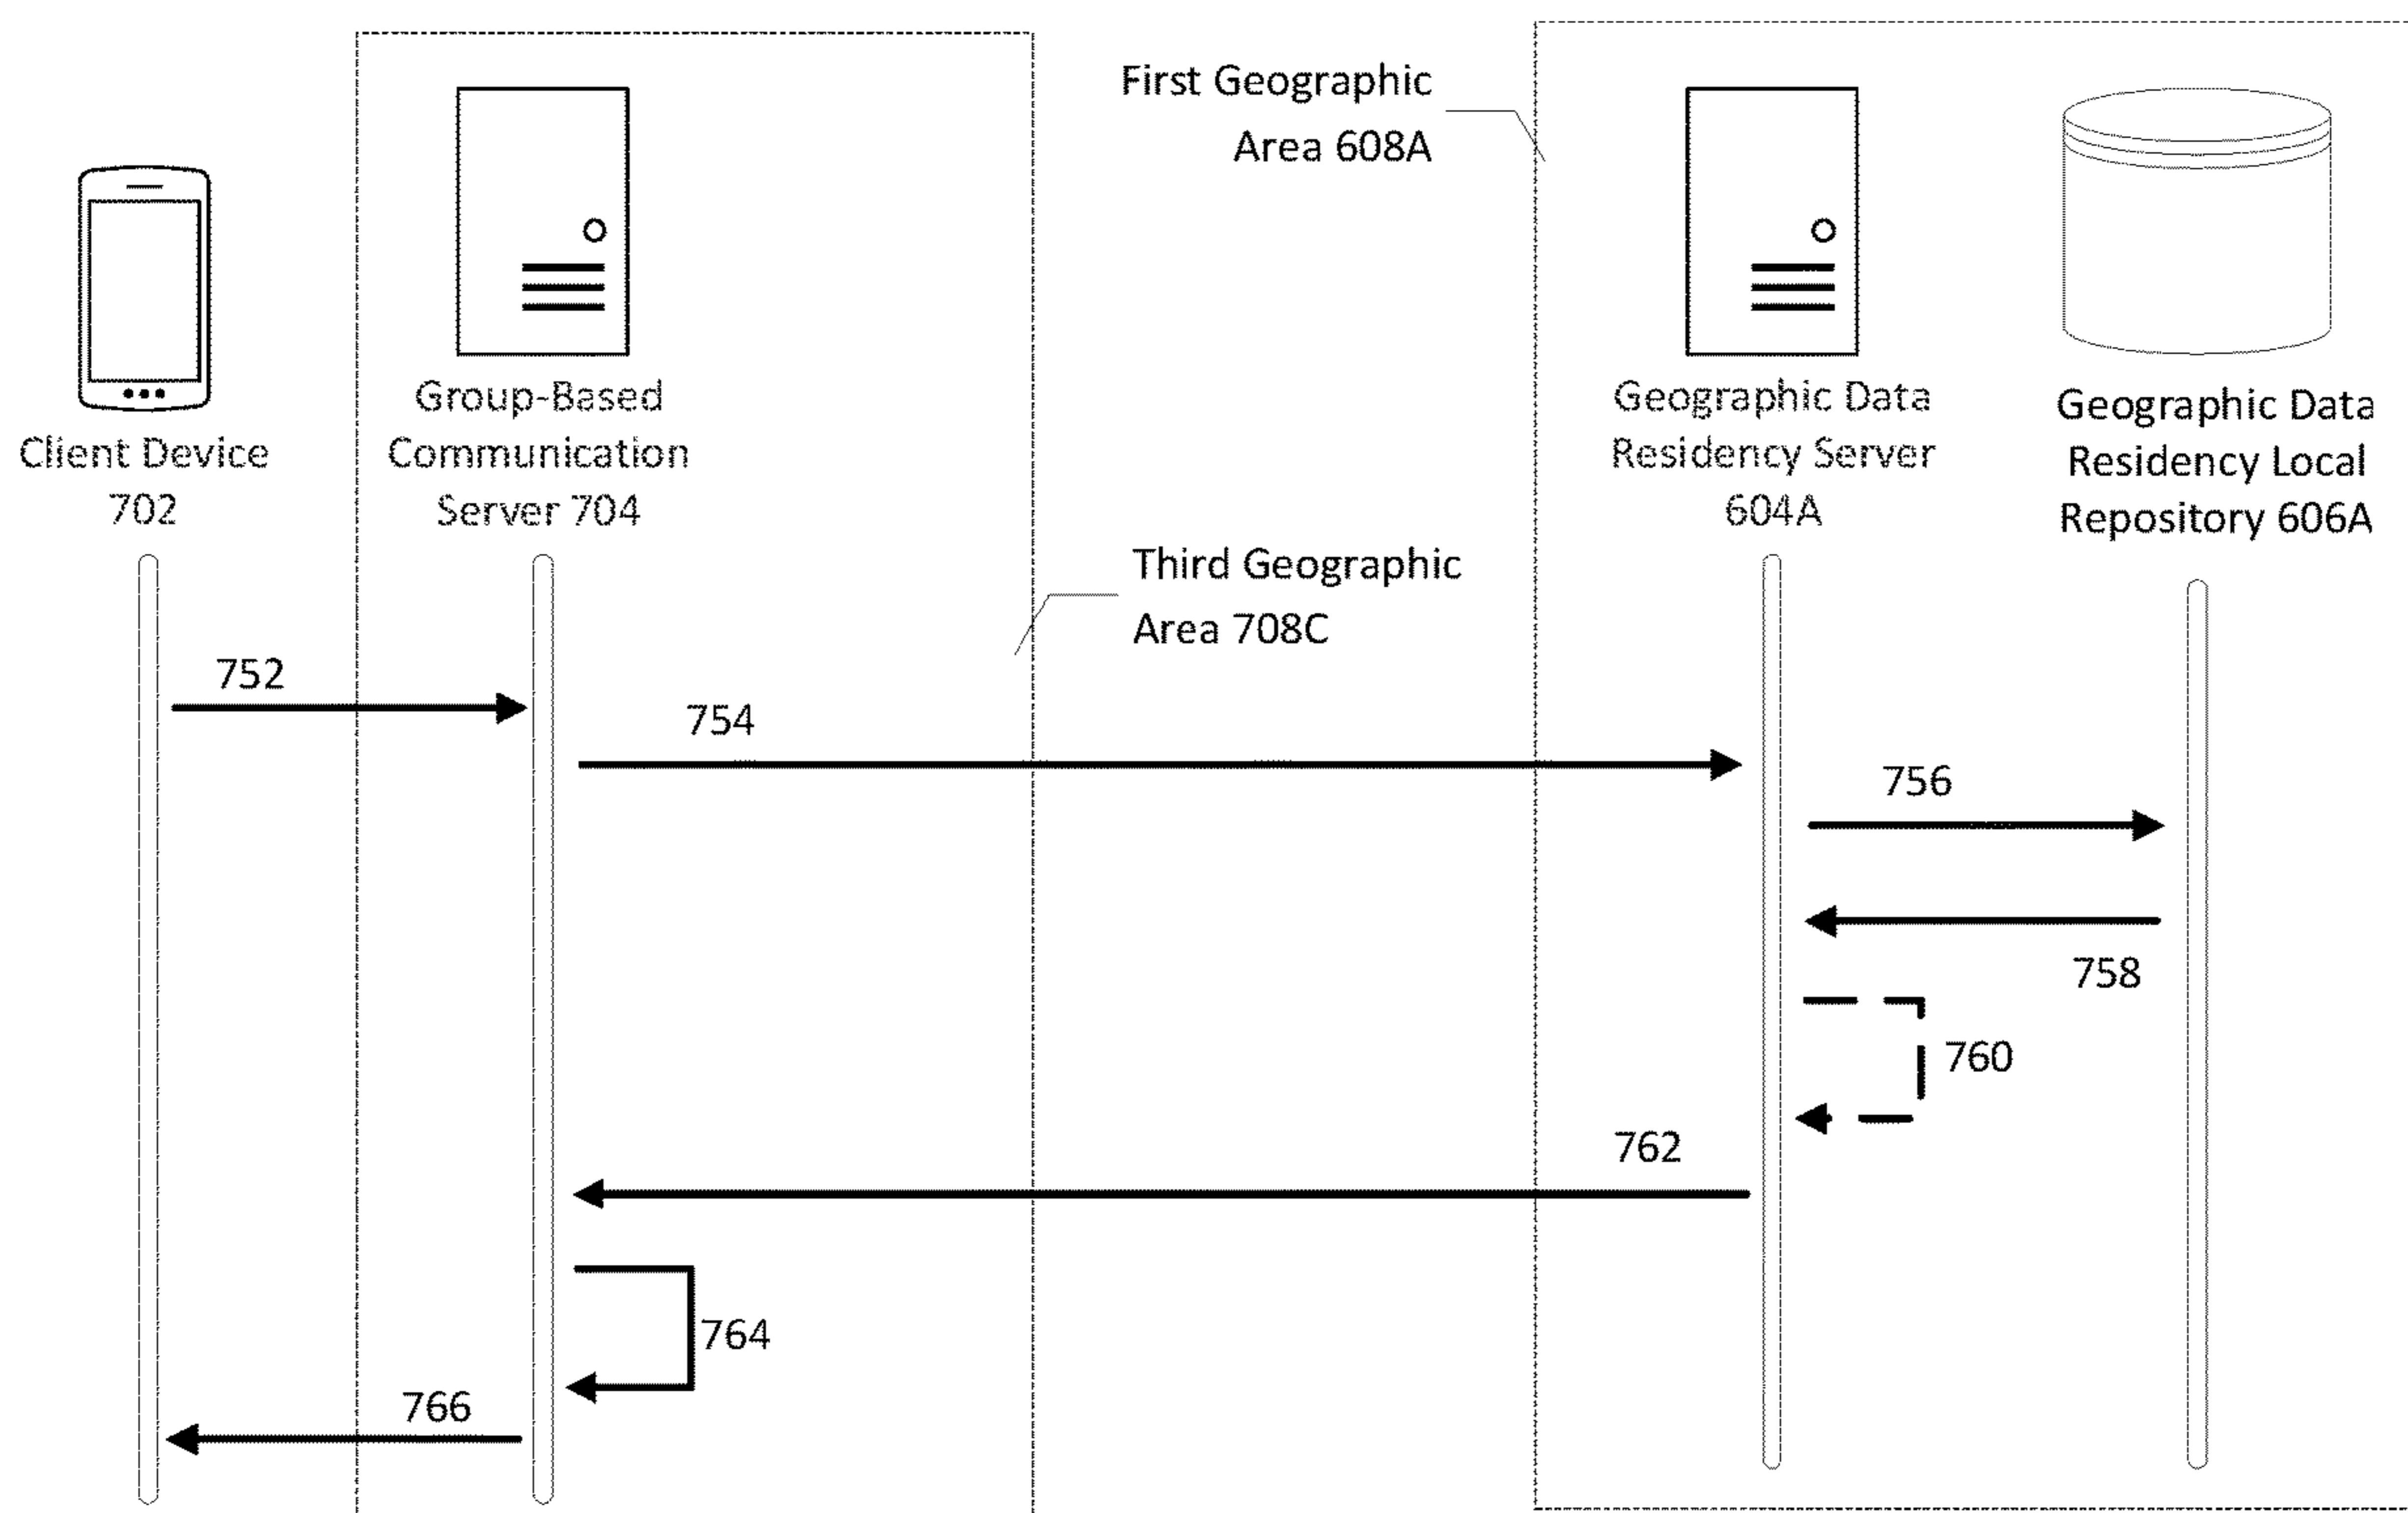 First Geographic
Area 608A
Client Device
702
Group-Based
Communication
Server 704
Geographic Data
Residency Server
604A
Geographic Data
Residency Local
Repository 606A
Third Geographic
Area 708C
752
754
756
758
760
762
764
766